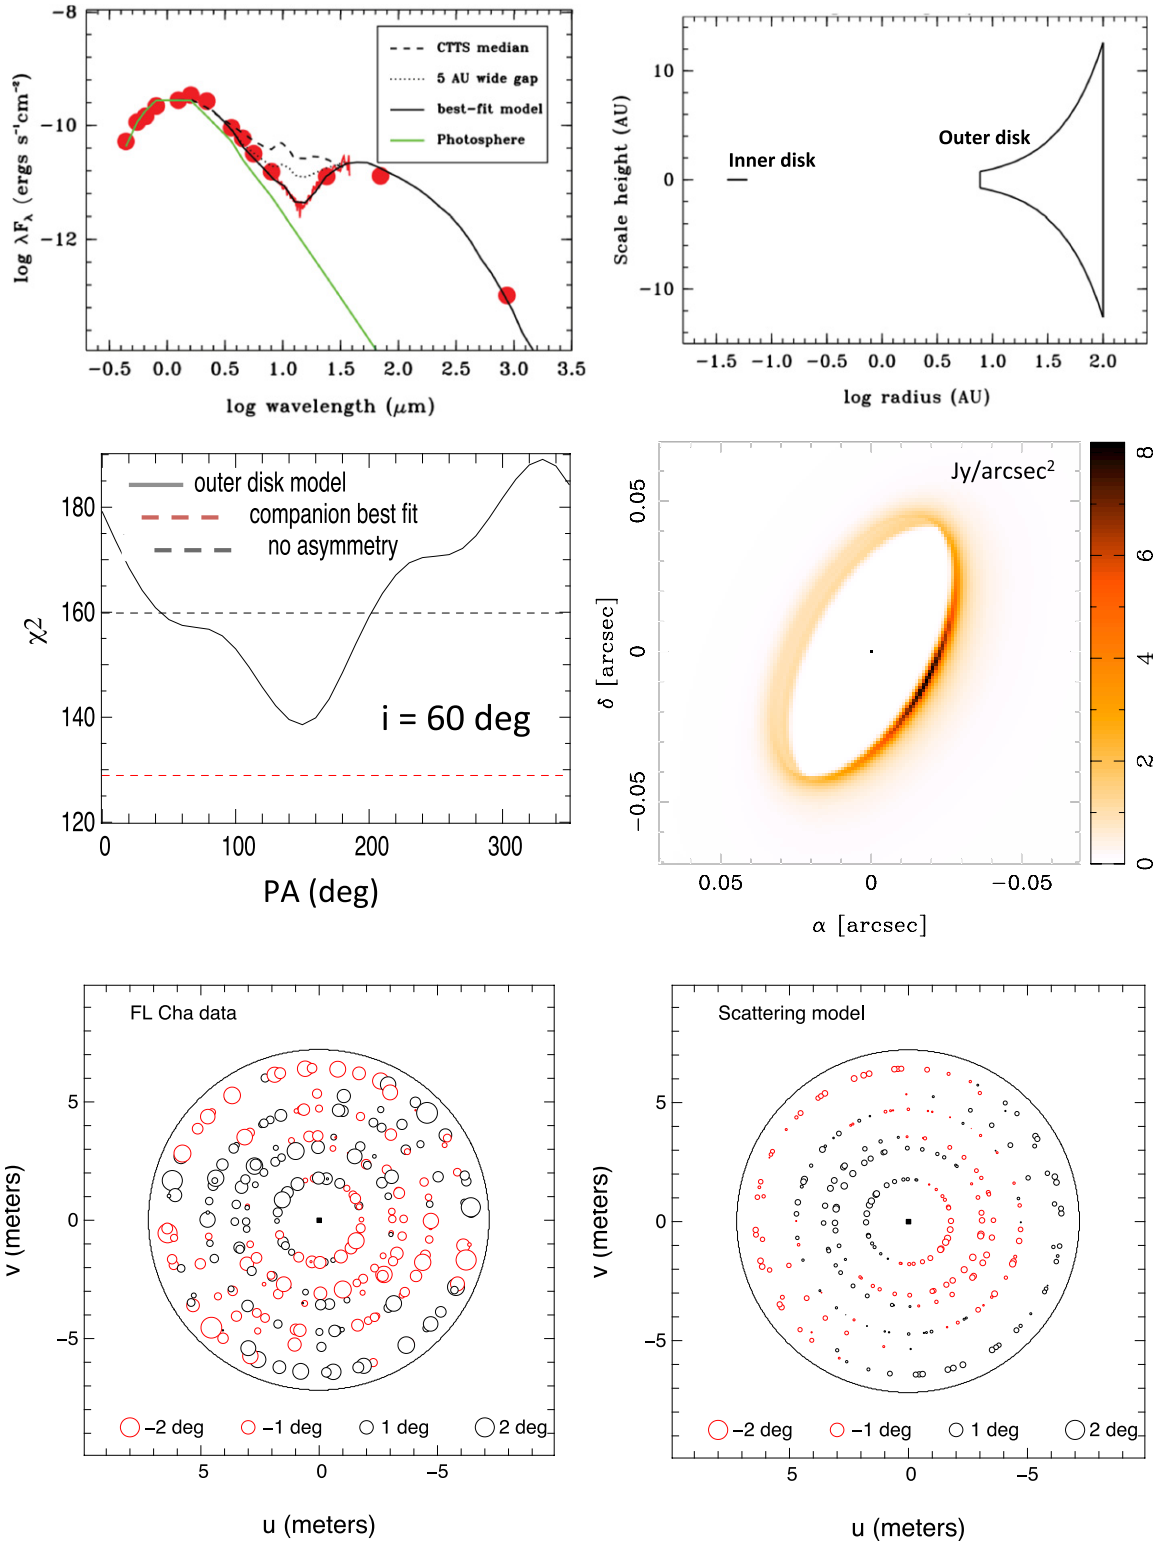 CTTS median
5 AU wide gap
best-fit model
Photosphere
log λFλ (ergs s⁻¹cm⁻²)
-8
-10
-12
-0.5 0.0 0.5 1.0 1.5 2.0 2.5 3.0 3.5
log wavelength (μm)
Inner disk
Outer disk
Scale height (AU)
10
0
-10
-1.5 -1.0 -0.5 0.0 0.5 1.0 1.5 2.0
log radius (AU)
outer disk model
companion best fit
no asymmetry
i = 60 deg
χ2
180
160
140
120
0 100 200 300
PA (deg)
Jy/arcsec²
δ [arcsec]
0.05
0
-0.05
0.05 0 -0.05
α [arcsec]
8
6
4
2
0
FL Cha data
v (meters)
5
0
-5
-2 deg -1 deg 1 deg 2 deg
5 0 -5
u (meters)
Scattering model
v (meters)
5
0
-5
-2 deg -1 deg 1 deg 2 deg
5 0 -5
u (meters)